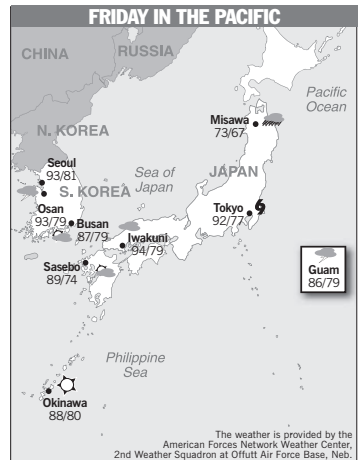 FRIDAY IN THE PACIFIC
CHINA
RUSSIA
Pacific
Ocean
Misawa
73/67
N. KOREA
Seoul
93/81
Sea of
Japan
JAPAN
S. KOREA
Osan
93/79
Tokyo
92/77
Busan
87/79
Iwakuni
94/79
Sasebo
89/74
Guam
86/79
Philippine
Sea
Okinawa
88/80
The weather is provided by the
American Forces Network Weather Center,
2nd Weather Squadron at Offutt Air Force Base, Neb.